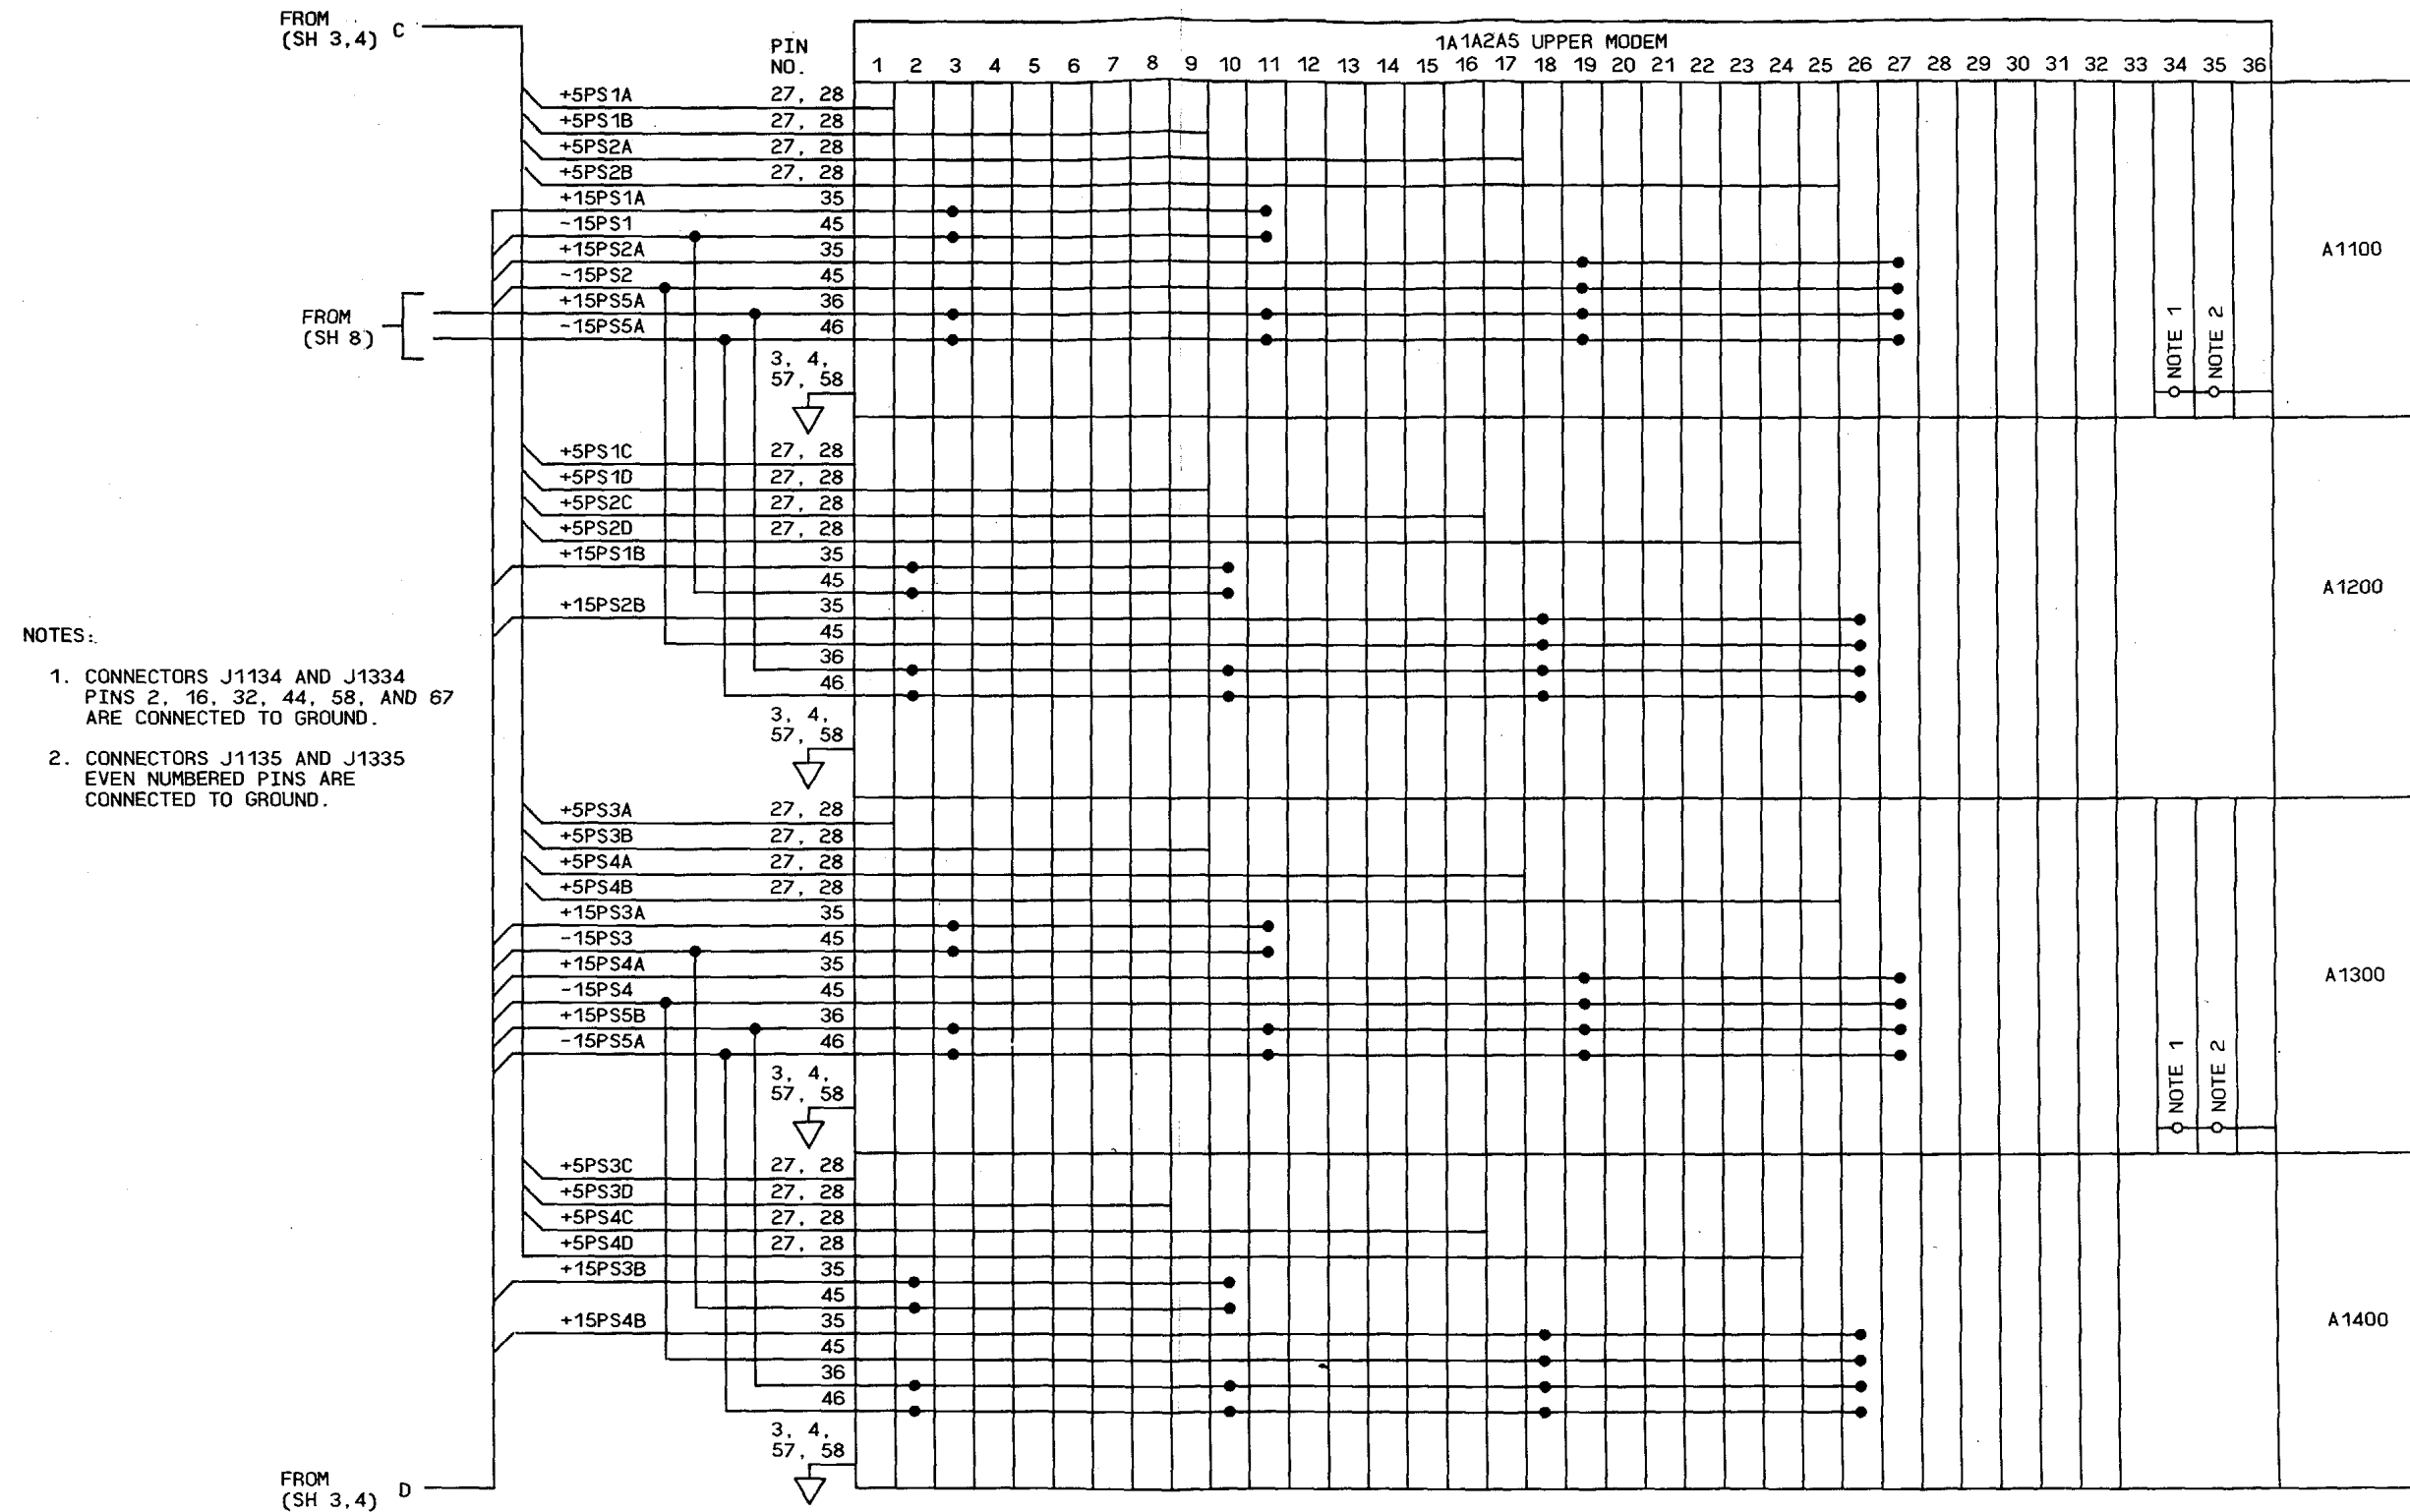 FROM
(SH 3,4) C
PIN
NO.
1A1A2A5 UPPER MODEM
1 2 3 4 5 6 7 8 9 10 11 12 13 14 15 16 17 18 19 20 21 22 23 24 25 26 27 28 29 30 31 32 33 34 35 36
+5PS1A 27, 28
+5PS1B 27, 28
+5PS2A 27, 28
+5PS2B 27, 28
+15PS1A 35
-15PS1 45
+15PS2A 35
-15PS2 45
+15PS5A 36
-15PS5A 46
FROM
(SH 8)
3, 4,
57, 58
NOTE 1
NOTE 2
A1100
+5PS1C 27, 28
+5PS1D 27, 28
+5PS2C 27, 28
+5PS2D 27, 28
+15PS1B 35
45
+15PS2B 35
45
36
46
3, 4,
57, 58
A1200
NOTES:
1. CONNECTORS J1134 AND J1334
PINS 2, 16, 32, 44, 58, AND 67
ARE CONNECTED TO GROUND.
2. CONNECTORS J1135 AND J1335
EVEN NUMBERED PINS ARE
CONNECTED TO GROUND.
+5PS3A 27, 28
+5PS3B 27, 28
+5PS4A 27, 28
+5PS4B 27, 28
+15PS3A 35
-15PS3 45
+15PS4A 35
-15PS4 45
+15PS5B 36
-15PS5A 46
3, 4,
57, 58
NOTE 1
NOTE 2
A1300
+5PS3C 27, 28
+5PS3D 27, 28
+5PS4C 27, 28
+5PS4D 27, 28
+15PS3B 35
45
+15PS4B 35
45
36
46
3, 4,
57, 58
A1400
FROM
(SH 3,4) D